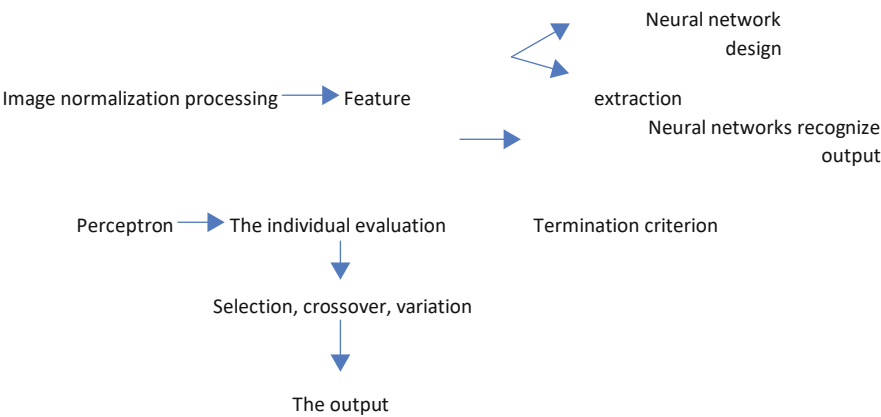 Neural network
design
Image normalization processing Feature
extraction
Neural networks recognize
output
Perceptron The individual evaluation Termination criterion
Selection, crossover, variation
The output